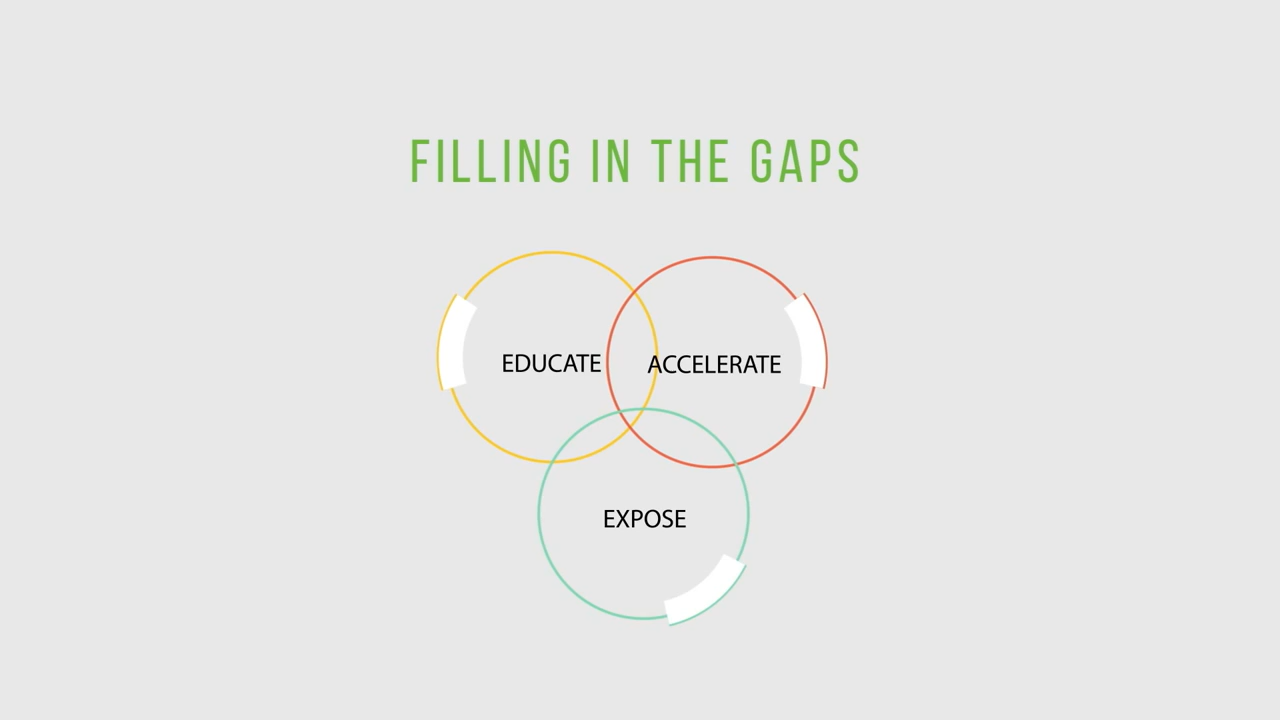 FILLING IN THE GAPS
EDUCATE
ACCELERATE
EXPOSE